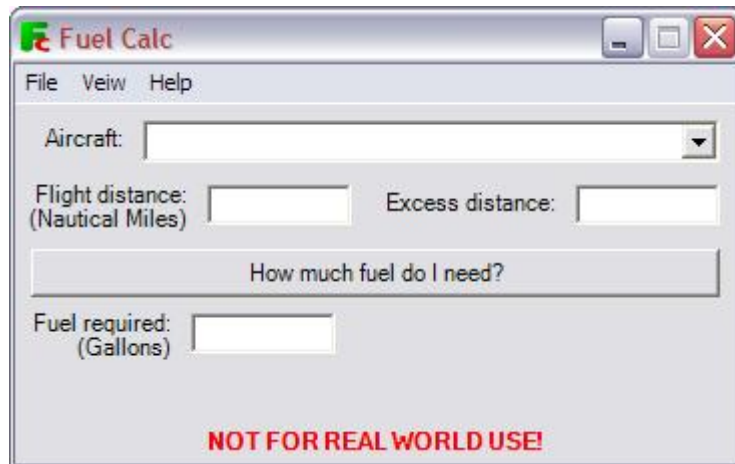 Fc Fuel Calc
File Veiw Help
Aircraft:
Flight distance: Excess distance:
(Nautical Miles)
How much fuel do I need?
Fuel required:
(Gallons)
NOT FOR REAL WORLD USE!